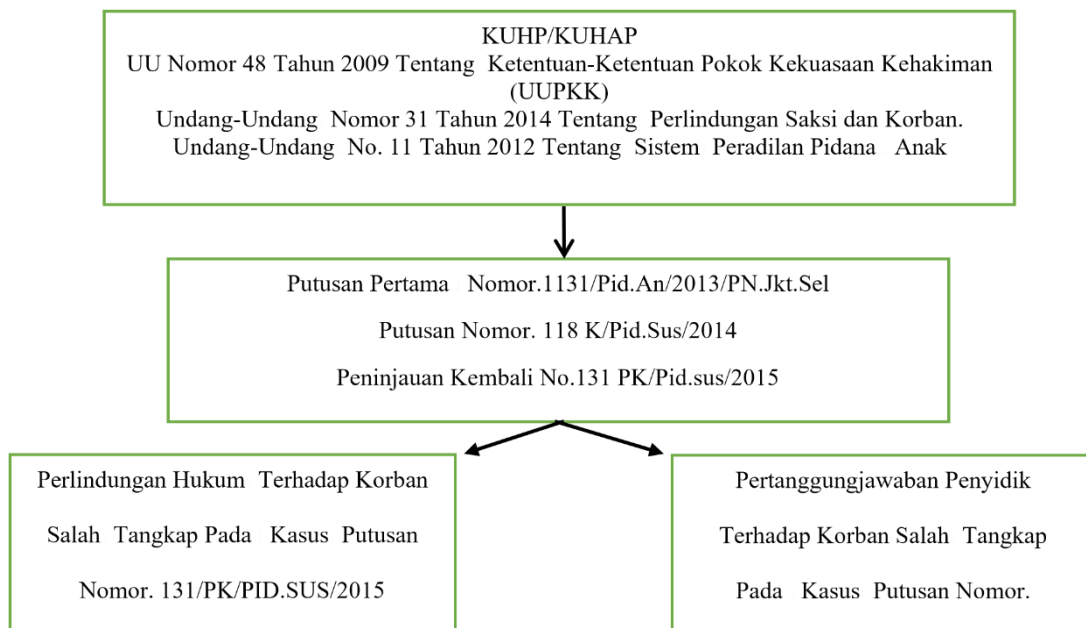 KUHP/KUHAP
UU Nomor 48 Tahun 2009 Tentang Ketentuan-Ketentuan Pokok Kekuasaan Kehakiman
(UUPKK)
Undang-Undang Nomor 31 Tahun 2014 Tentang Perlindungan Saksi dan Korban.
Undang-Undang No. 11 Tahun 2012 Tentang Sistem Peradilan Pidana Anak
Putusan Pertama Nomor.1131/Pid.An/2013/PN.Jkt.Sel
Putusan Nomor. 118 K/Pid.Sus/2014
Peninjauan Kembali No.131 PK/Pid.sus/2015
Perlindungan Hukum Terhadap Korban
Salah Tangkap Pada Kasus Putusan
Nomor. 131/PK/PID.SUS/2015
Pertanggungjawaban Penyidik
Terhadap Korban Salah Tangkap
Pada Kasus Putusan Nomor.